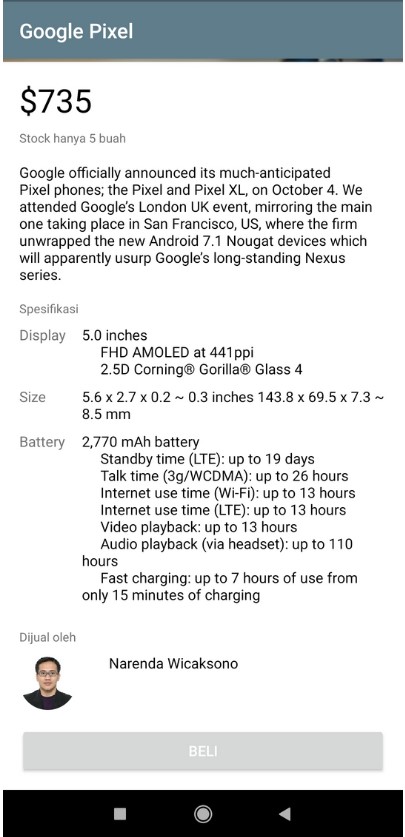 Google Pixel
$735
Stock hanya 5 buah
Google officially announced its much-anticipated
Pixel phones; the Pixel and Pixel XL, on October 4. We
attended Google's London UK event, mirroring the main
one taking place in San Francisco, US, where the firm
unwrapped the new Android 7.1 Nougat devices which
will apparently usurp Google's long-standing Nexus
series.
Spesifikasi
Display 5.0 inches
FHD AMOLED at 441ppi
2.5D Corning® Gorilla® Glass 4
Size 5.6 x 2.7 x 0.2 ~ 0.3 inches 143.8 x 69.5 x 7.3 ~
8.5 mm
Battery 2,770 mAh battery
Standby time (LTE): up to 19 days
Talk time (3g/WCDMA): up to 26 hours
Internet use time (Wi-Fi): up to 13 hours
Internet use time (LTE): up to 13 hours
Video playback: up to 13 hours
Audio playback (via headset): up to 110
hours
Fast charging: up to 7 hours of use from
only 15 minutes of charging
Dijual oleh
Narenda Wicaksono
BELI